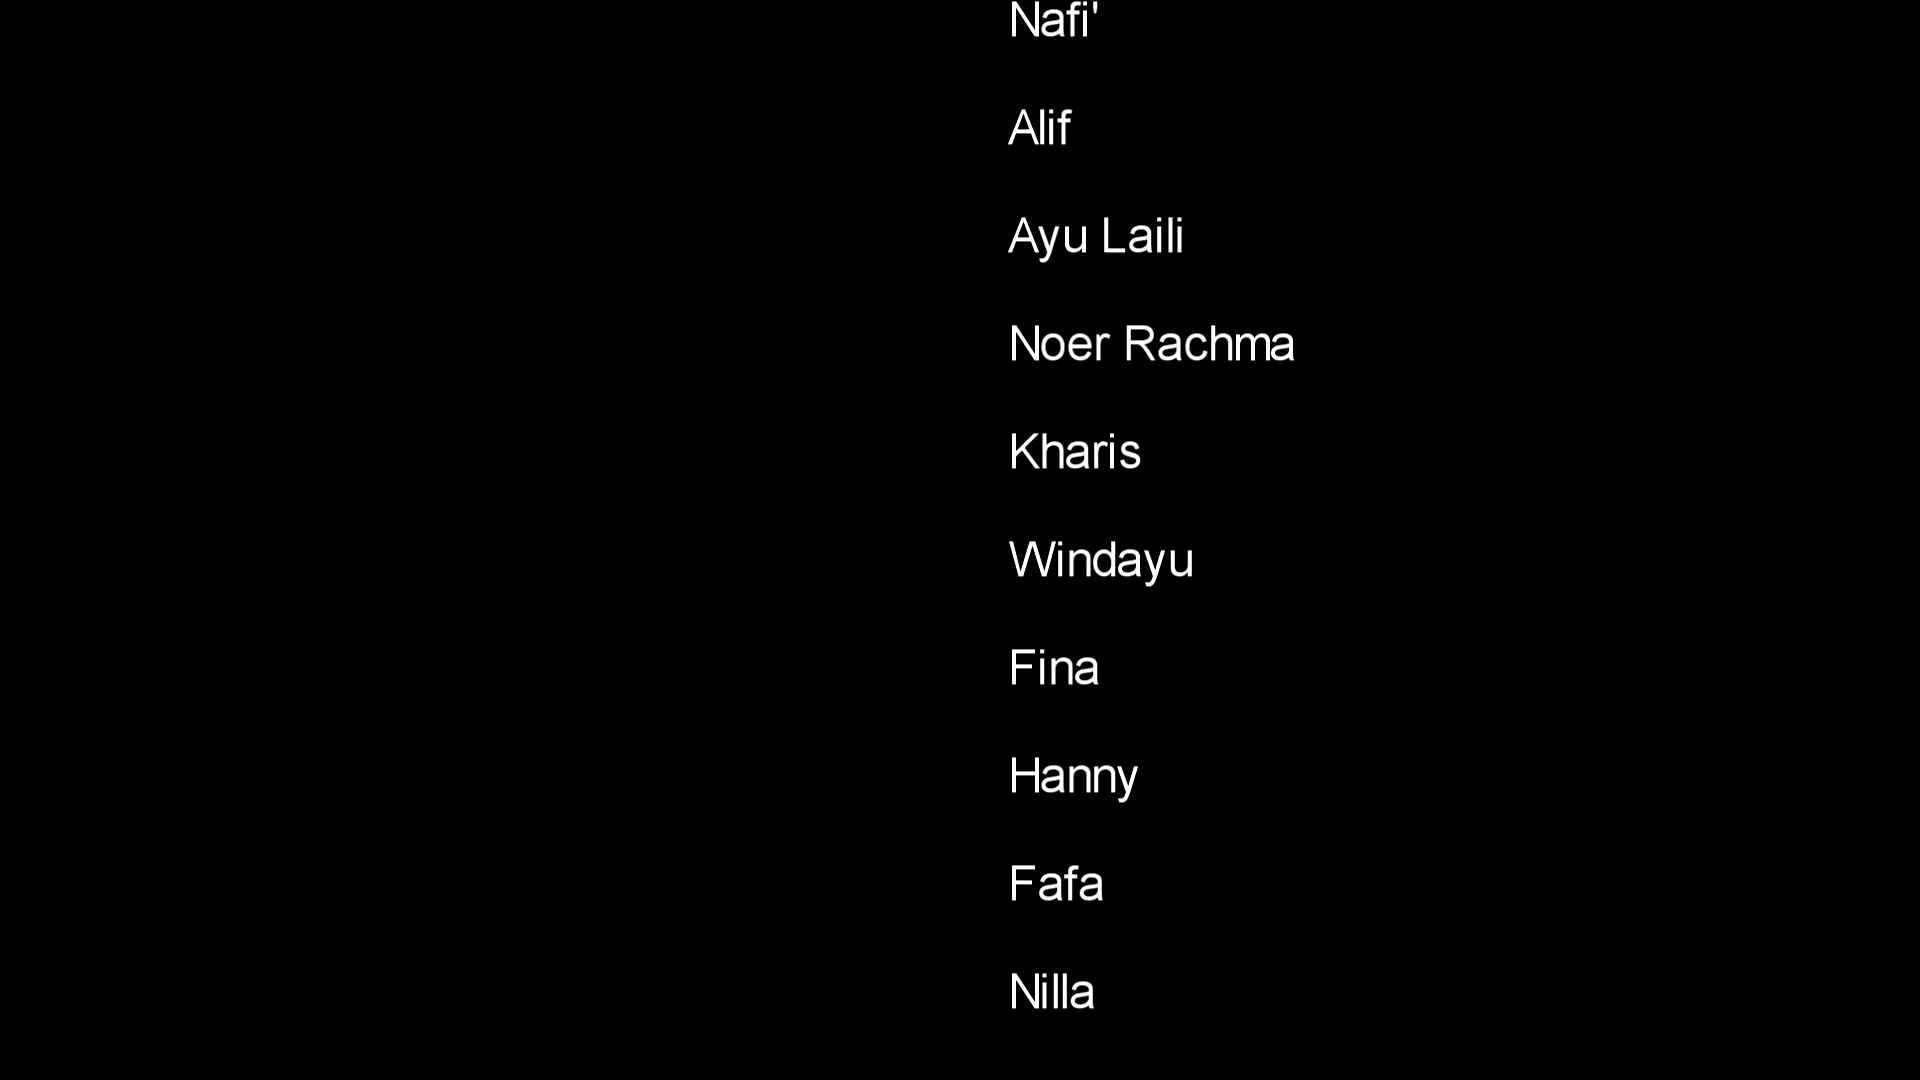 Nafi'
Alif
Ayu Laili
Noer Rachma
Kharis
Windayu
Fina
Hanny
Fafa
Nilla